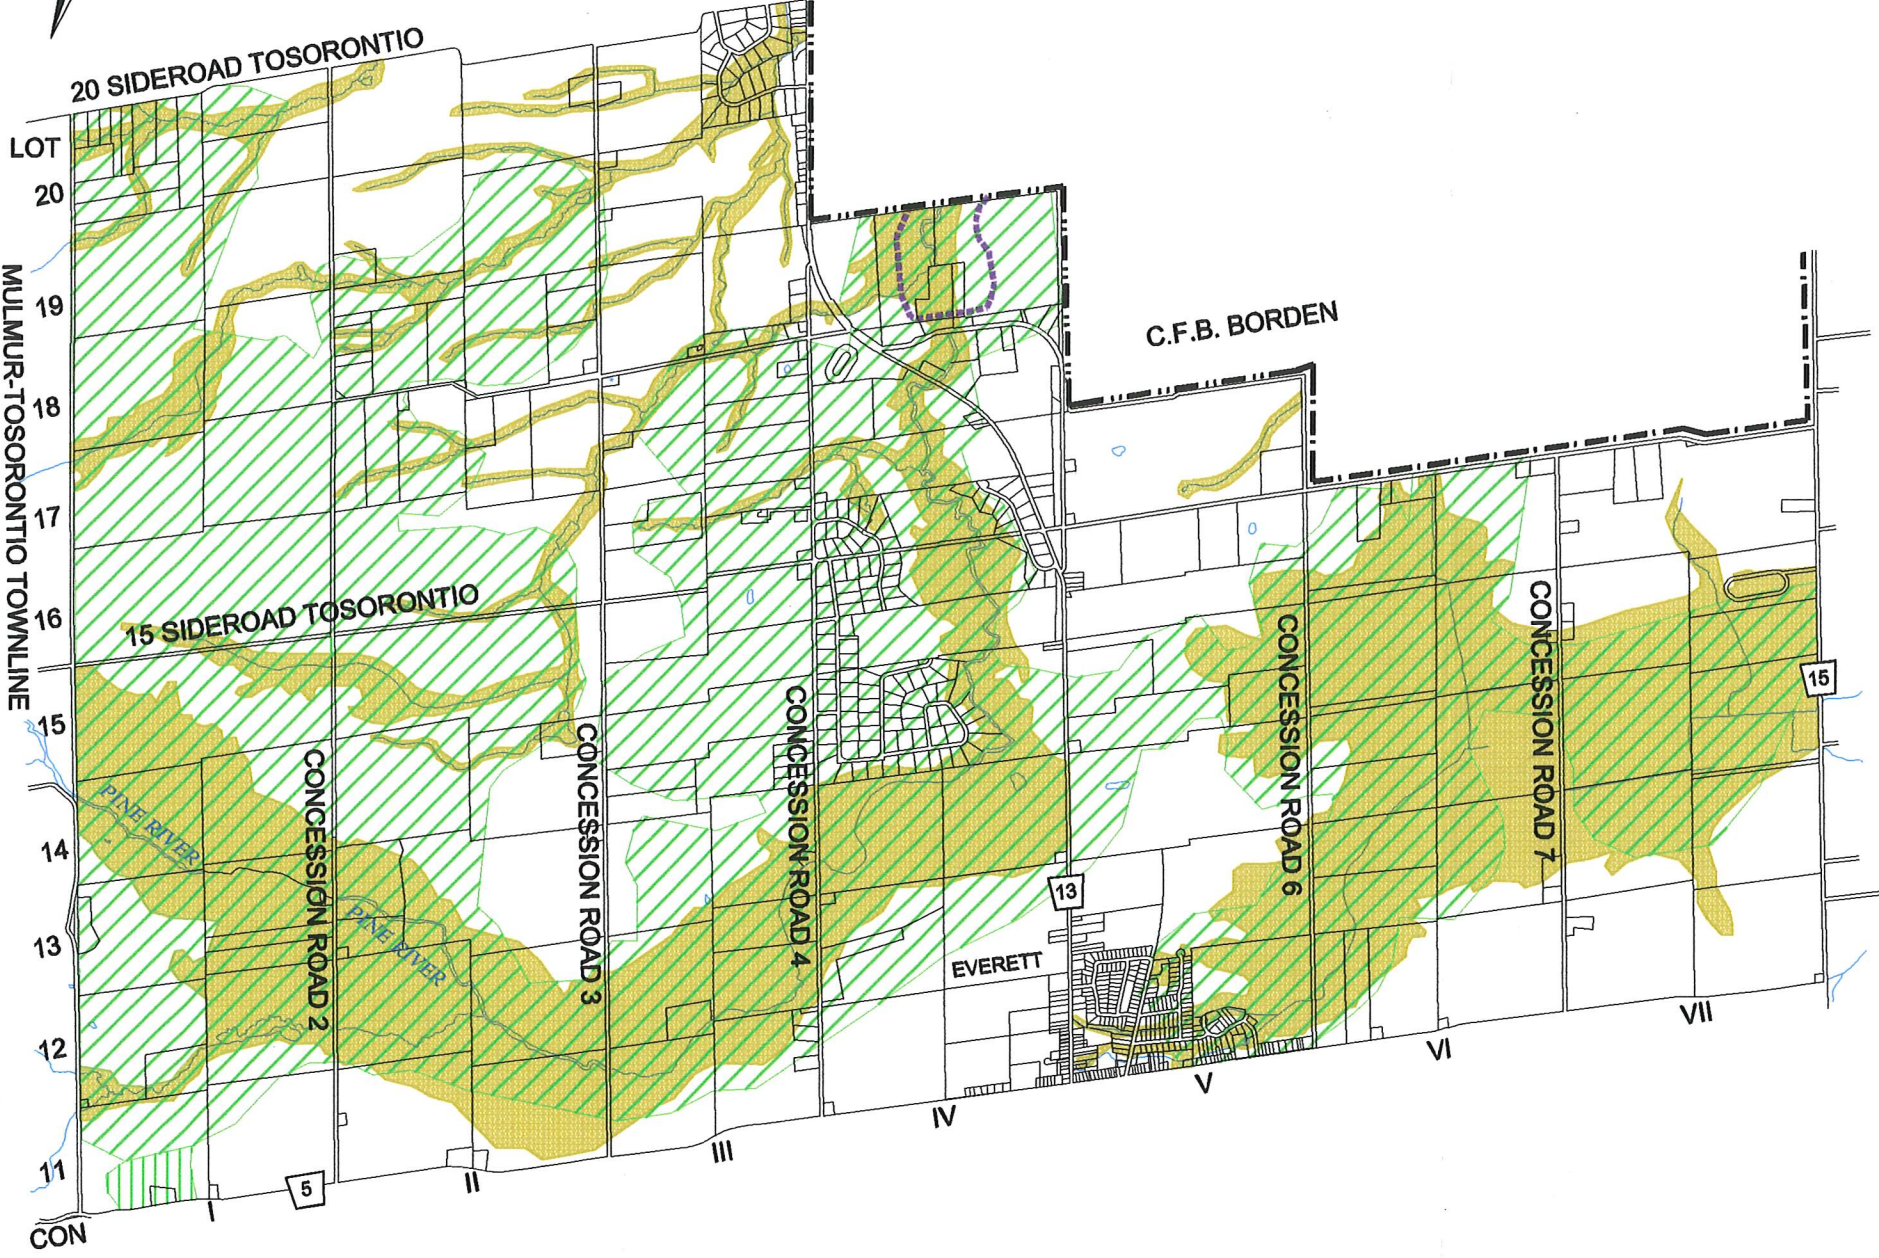 20 SIDEROAD TOSORONTIO
LOT
20
19
18
17
16
15
14
13
12
11
CON
MULMUR-TOSORONTIO TOWNLINE
C.F.B. BORDEN
15 SIDEROAD TOSORONTIO
CONCESSION ROAD 2
CONCESSION ROAD 3
CONCESSION ROAD 4
CONCESSION ROAD 6
CONCESSION ROAD 7
15
13
PINE RIVER
PINE RIVER
EVERETT
5
I
II
III
IV
V
VI
VII